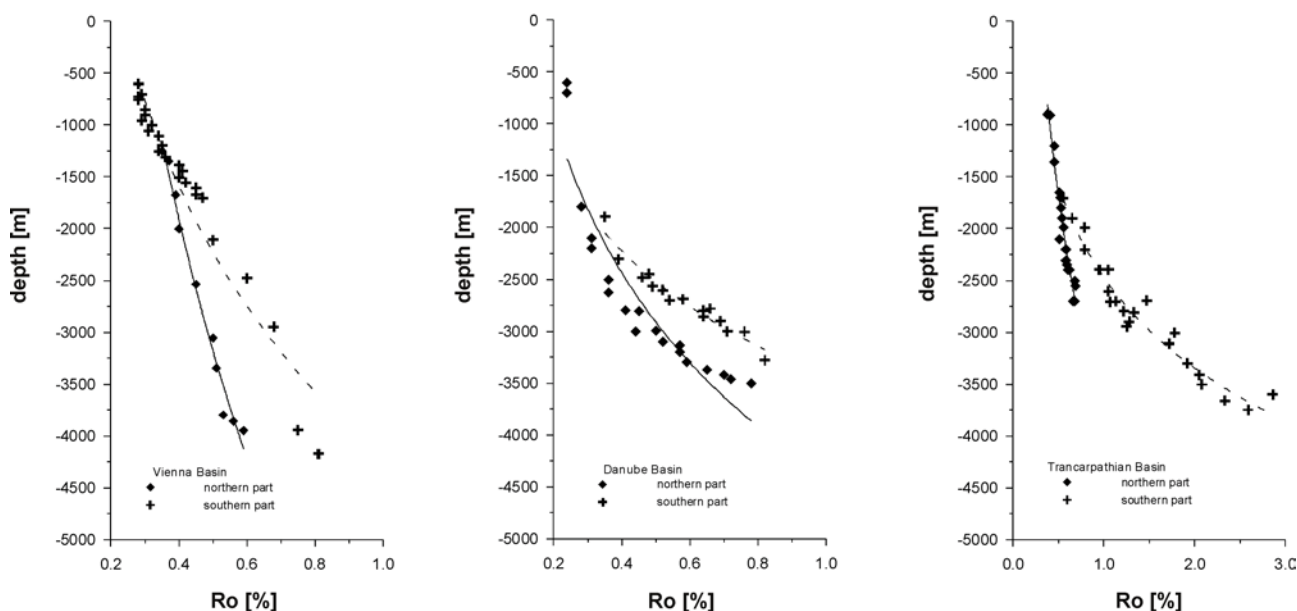 0
-500
-1000
-1500
-2000
-2500
-3000
-3500
-4000
-4500
-5000
depth [m]
Vienna Basin
northern part
southern part
0.2 0.4 0.6 0.8 1.0
Ro [%]
0
-500
-1000
-1500
-2000
-2500
-3000
-3500
-4000
-4500
-5000
depth [m]
Danube Basin
northern part
southern part
0.2 0.4 0.6 0.8 1.0
Ro [%]
0
-500
-1000
-1500
-2000
-2500
-3000
-3500
-4000
-4500
-5000
depth [m]
Trancarpathian Basin
northern part
southern part
0.0 1.0 2.0 3.0
Ro [%]